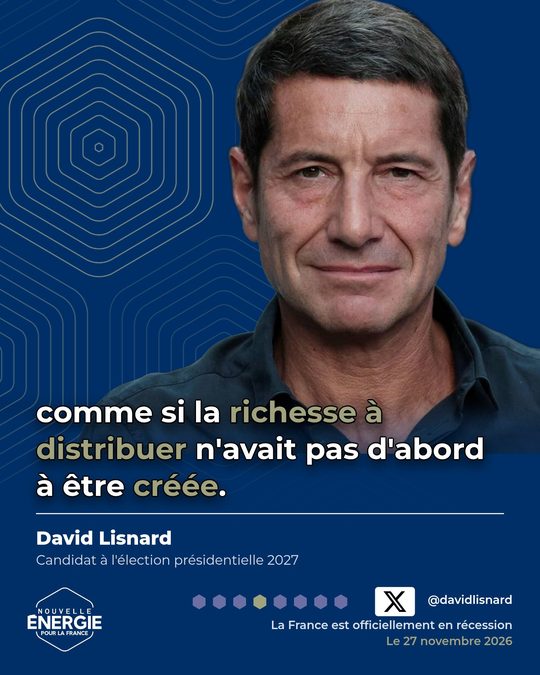 comme si la richesse à
distribuer n'avait pas d'abord
à être créée.
David Lisnard
Candidat à l'élection présidentielle 2027
NOUVELLE
ÉNERGIE
POUR LA FRANCE
X
@davidlisnard
La France est officiellement en récession
Le 27 novembre 2026